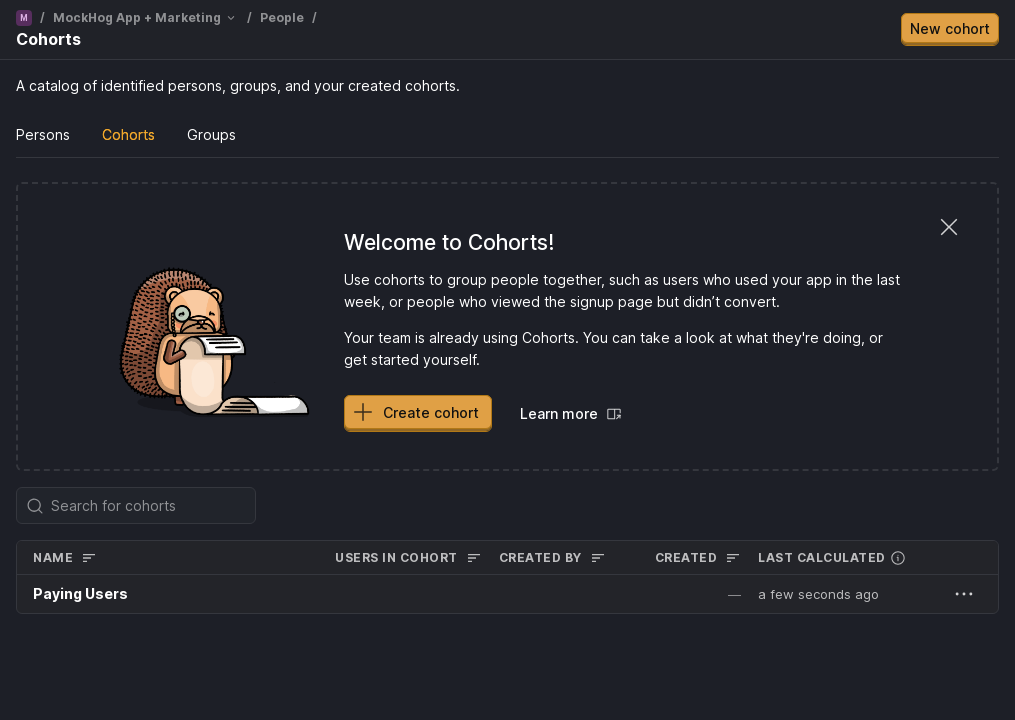 M / MockHog App + Marketing / People /
Cohorts
New cohort
A catalog of identified persons, groups, and your created cohorts.
Persons Cohorts Groups
Welcome to Cohorts!
Use cohorts to group people together, such as users who used your app in the last
week, or people who viewed the signup page but didn’t convert.
Your team is already using Cohorts. You can take a look at what they're doing, or
get started yourself.
Create cohort Learn more
Search for cohorts
NAME USERS IN COHORT CREATED BY CREATED LAST CALCULATED
Paying Users — a few seconds ago